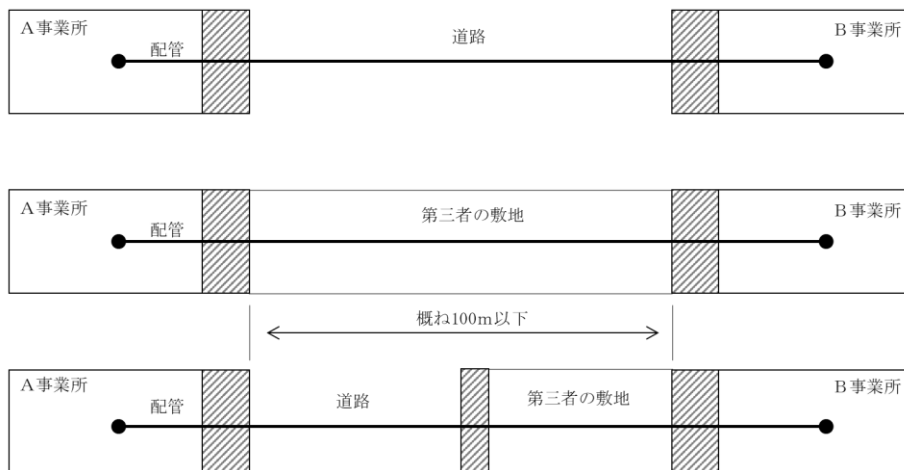 A事業所
配管
道路
B事業所
A事業所
配管
第三者の敷地
B事業所
概ね100m以下
A事業所
配管
道路
第三者の敷地
B事業所